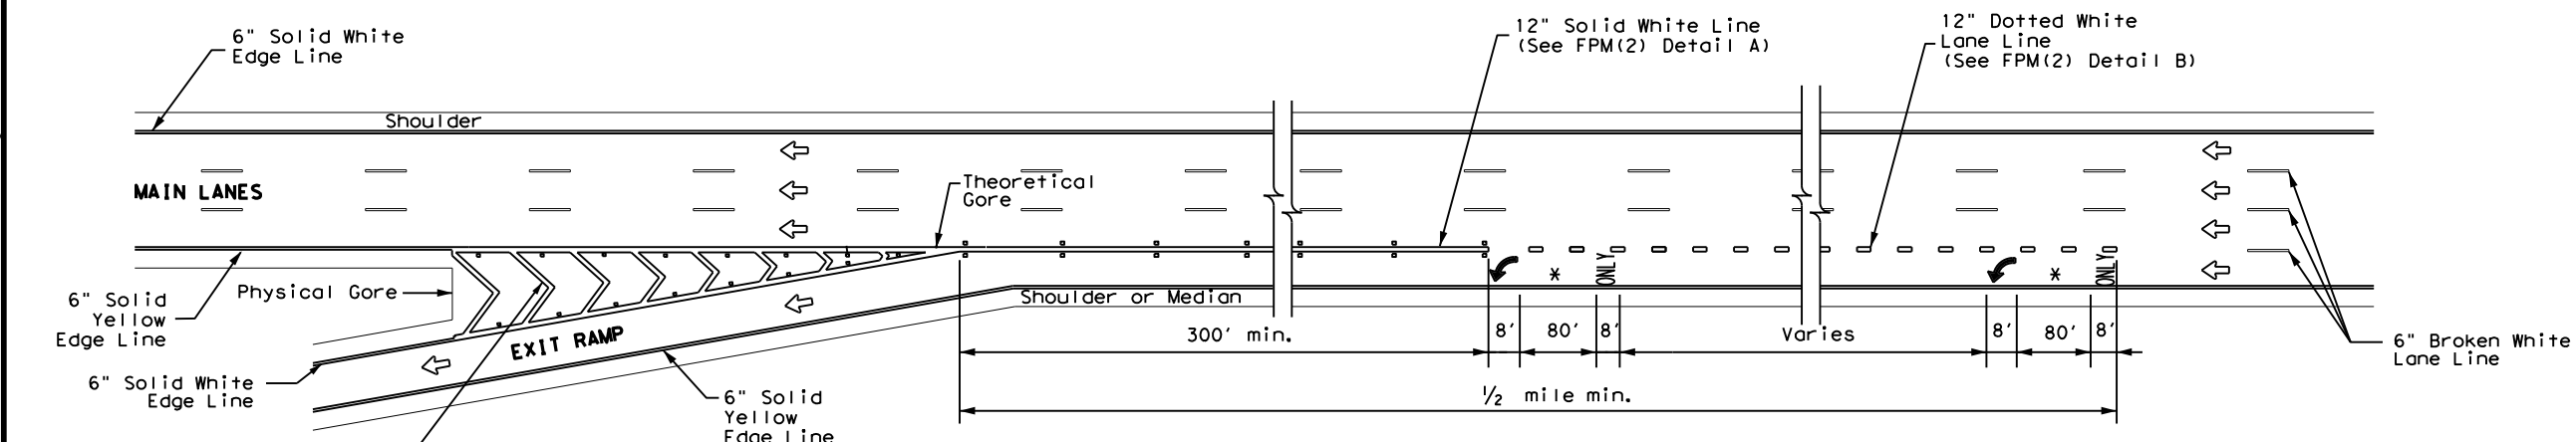 6" Solid White
Edge Line
12" Solid White Line
(See FPM(2) Detail A)
12" Dotted White
Lane Line
(See FPM(2) Detail B)
Shoulder
MAIN LANES
Theoretical
Gore
6" Solid
Yellow
Edge Line
Physical Gore
Shoulder or Median
* ONLY
* ONLY
EXIT RAMP
300' min.
8'
80'
8'
Varies
8'
80'
8'
6" Broken White
Lane Line
6" Solid White
Edge Line
6" Solid
Yellow
Edge Line
½ mile min.